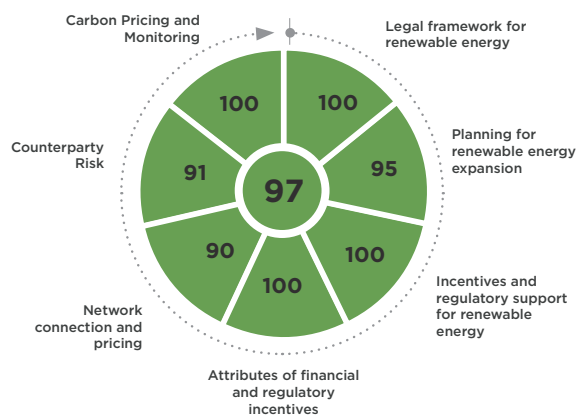 Carbon Pricing and
Monitoring
Legal framework for
renewable energy
100
100
Counterparty
Risk
91
97
95
Planning for
renewable energy
expansion
90
100
100
Network
connection and
pricing
Incentives and
regulatory support
for renewable
energy
Attributes of financial
and regulatory
incentives